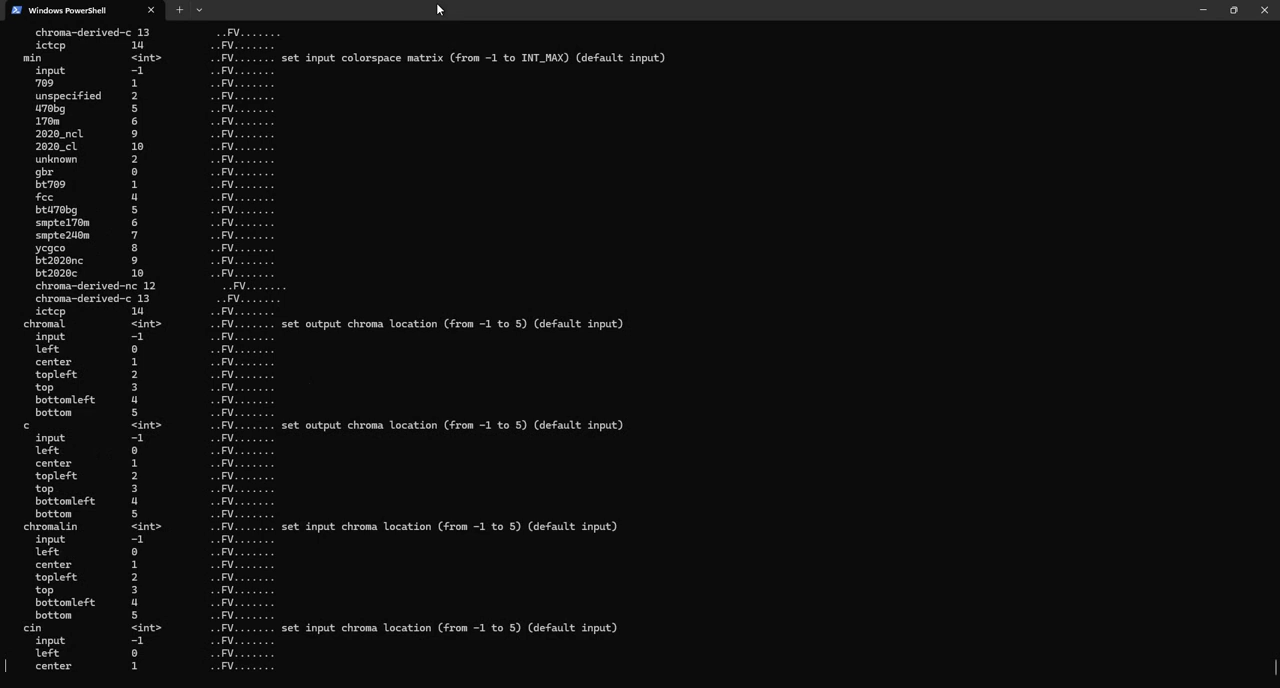 Windows PowerShell
chroma-derived-c 13 ..FV.......
ictcp 14 ..FV.......
min <int> ..FV....... set input colorspace matrix (from -1 to INT_MAX) (default input)
input -1 ..FV.......
709 1 ..FV.......
unspecified 2 ..FV.......
470bg 5 ..FV.......
170m 6 ..FV.......
2020_ncl 9 ..FV.......
2020_cl 10 ..FV.......
unknown 2 ..FV.......
gbr 0 ..FV.......
bt709 1 ..FV.......
fcc 4 ..FV.......
bt470bg 5 ..FV.......
smpte170m 6 ..FV.......
smpte240m 7 ..FV.......
ycgco 8 ..FV.......
bt2020nc 9 ..FV.......
bt2020c 10 ..FV.......
chroma-derived-nc 12 ..FV.......
chroma-derived-c 13 ..FV.......
ictcp 14 ..FV.......
chromal <int> ..FV....... set output chroma location (from -1 to 5) (default input)
input -1 ..FV.......
left 0 ..FV.......
center 1 ..FV.......
topleft 2 ..FV.......
top 3 ..FV.......
bottomleft 4 ..FV.......
bottom 5 ..FV.......
c <int> ..FV....... set output chroma location (from -1 to 5) (default input)
input -1 ..FV.......
left 0 ..FV.......
center 1 ..FV.......
topleft 2 ..FV.......
top 3 ..FV.......
bottomleft 4 ..FV.......
bottom 5 ..FV.......
chromalin <int> ..FV....... set input chroma location (from -1 to 5) (default input)
input -1 ..FV.......
left 0 ..FV.......
center 1 ..FV.......
topleft 2 ..FV.......
top 3 ..FV.......
bottomleft 4 ..FV.......
bottom 5 ..FV.......
cin <int> ..FV....... set input chroma location (from -1 to 5) (default input)
input -1 ..FV.......
left 0 ..FV.......
center 1 ..FV.......